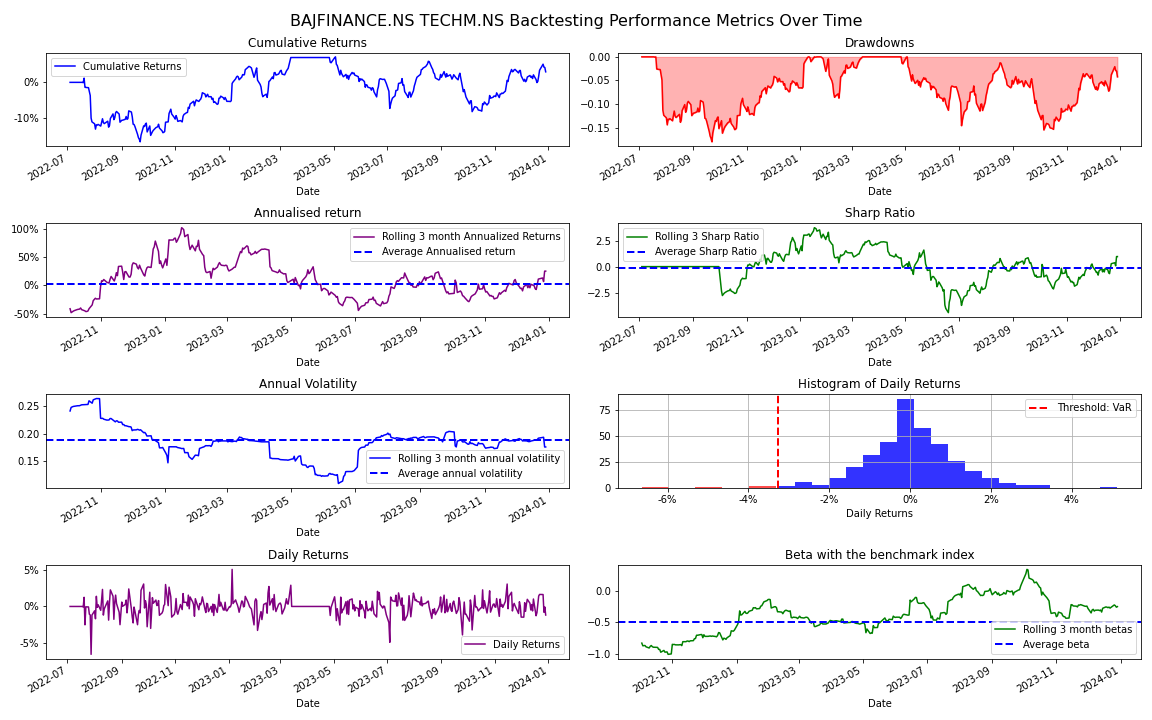 BAJFINANCE.NS TECHM.NS Backtesting Performance Metrics Over Time
Cumulative Returns
Cumulative Returns
0%
-10%
2022-07 2022-09 2022-11 2023-01 2023-03 2023-05 2023-07 2023-09 2023-11 2024-01
Date
Drawdowns
0.00
−0.05
−0.10
−0.15
2022-07 2022-09 2022-11 2023-01 2023-03 2023-05 2023-07 2023-09 2023-11 2024-01
Date
Annualised return
100%
50%
0%
-50%
Rolling 3 month Annualized Returns
Average Annualised return
2022-11 2023-01 2023-03 2023-05 2023-07 2023-09 2023-11 2024-01
Date
Sharp Ratio
2.5
0.0
−2.5
Rolling 3 Sharp Ratio
Average Sharp Ratio
2022-07 2022-09 2022-11 2023-01 2023-03 2023-05 2023-07 2023-09 2023-11 2024-01
Date
Annual Volatility
0.25
0.20
0.15
Rolling 3 month annual volatility
Average annual volatility
2022-11 2023-01 2023-03 2023-05 2023-07 2023-09 2023-11 2024-01
Date
Histogram of Daily Returns
75
50
25
0
Threshold: VaR
-6% -4% -2% 0% 2% 4%
Daily Returns
Daily Returns
5%
0%
-5%
Daily Returns
2022-07 2022-09 2022-11 2023-01 2023-03 2023-05 2023-07 2023-09 2023-11 2024-01
Date
Beta with the benchmark index
0.0
−0.5
−1.0
Rolling 3 month betas
Average beta
2022-11 2023-01 2023-03 2023-05 2023-07 2023-09 2023-11 2024-01
Date